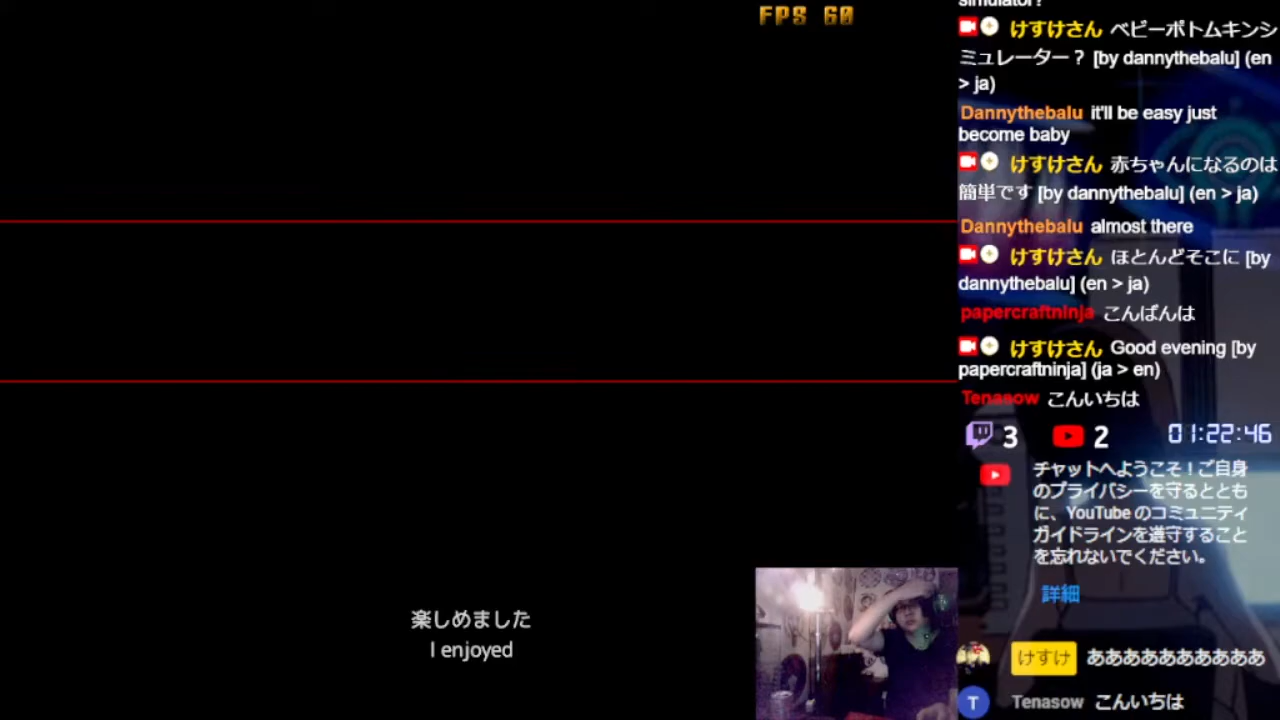 FPS 60
simulator?
けすけさん ベビーボトムキンシ
ミュレーター？ [by dannythebalu] (en
> ja)
Dannythebalu it'll be easy just
become baby
けすけさん 赤ちゃんになるのは
簡単です [by dannythebalu] (en > ja)
Dannythebalu almost there
けすけさん ほとんどそこに [by
dannythebalu] (en > ja)
papercraftninja こんばんは
けすけさん Good evening [by
papercraftninja] (ja > en)
Tenasow こんいちは
3 2 01:22:46
チャットへようこそ！ご自身
のプライバシーを守るととも
に、YouTube のコミュニティ
ガイドラインを遵守すること
を忘れないでください。
詳細
けすけ ああああああああああ
T Tenasow こんいちは
楽しめました
I enjoyed